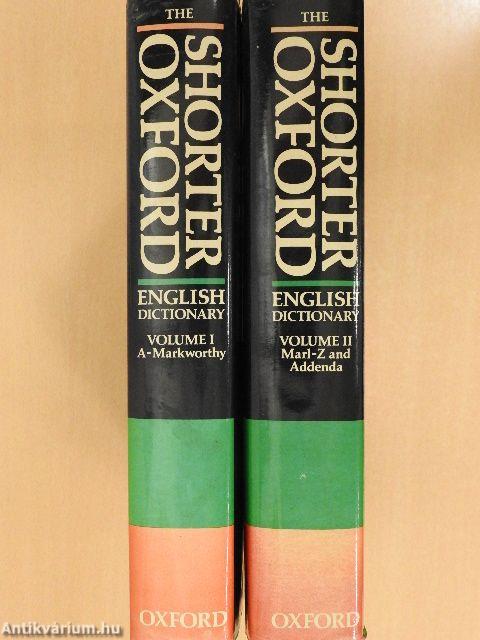 THE
SHORTER
OXFORD
ENGLISH
DICTIONARY
VOLUME I
A-Markworthy
OXFORD
THE
SHORTER
OXFORD
ENGLISH
DICTIONARY
VOLUME II
Marl-Z and
Addenda
OXFORD
Antikvárium.hu